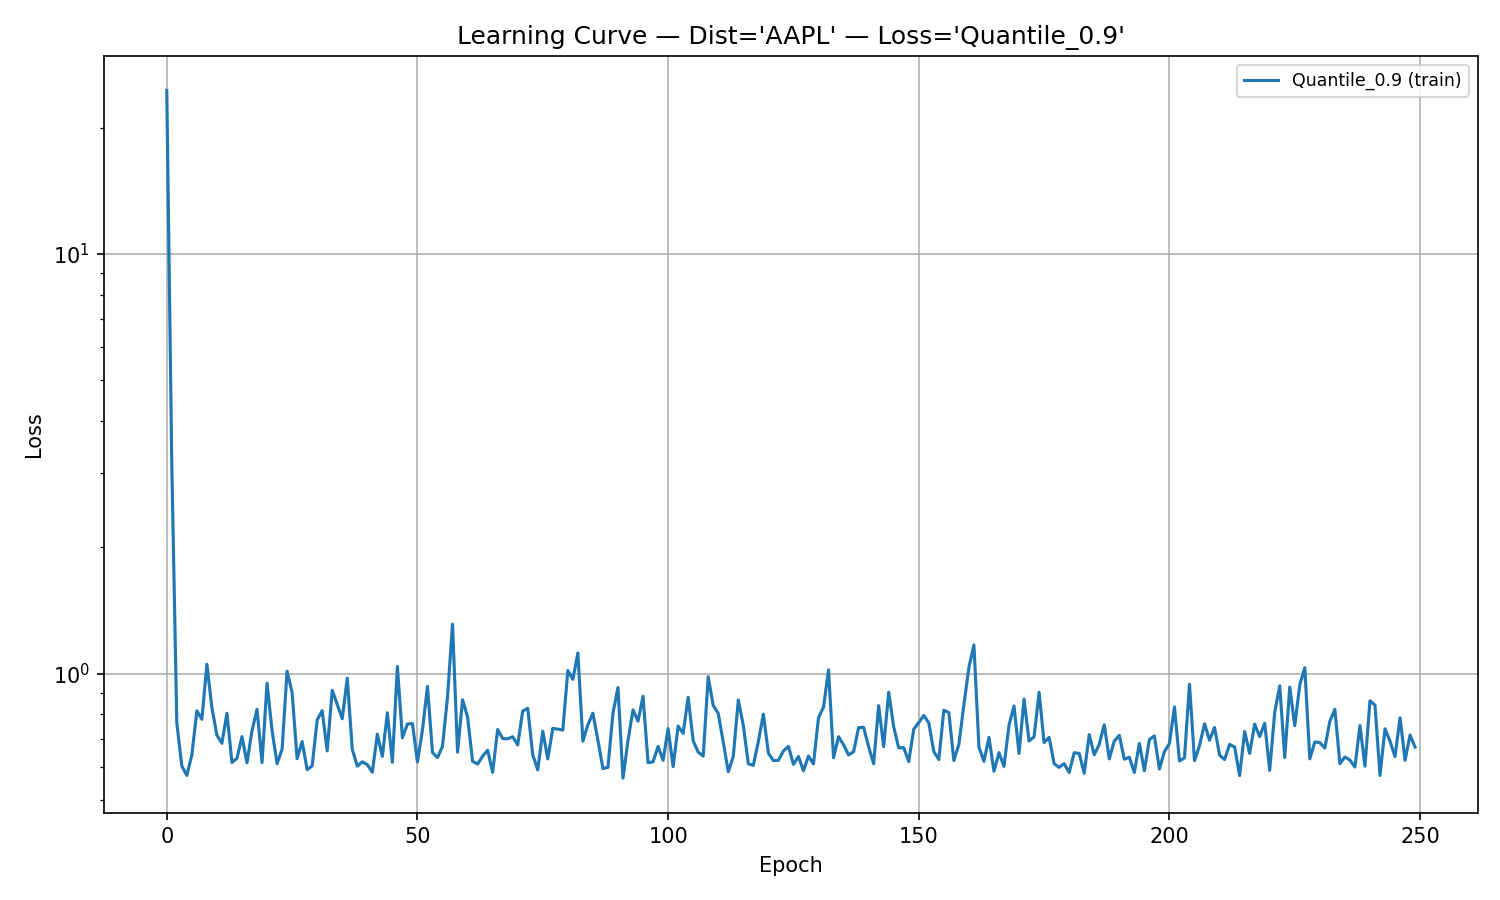 Learning Curve — Dist='AAPL' — Loss='Quantile_0.9'
Quantile_0.9 (train)
Loss
10¹
10⁰
0 50 100 150 200 250
Epoch